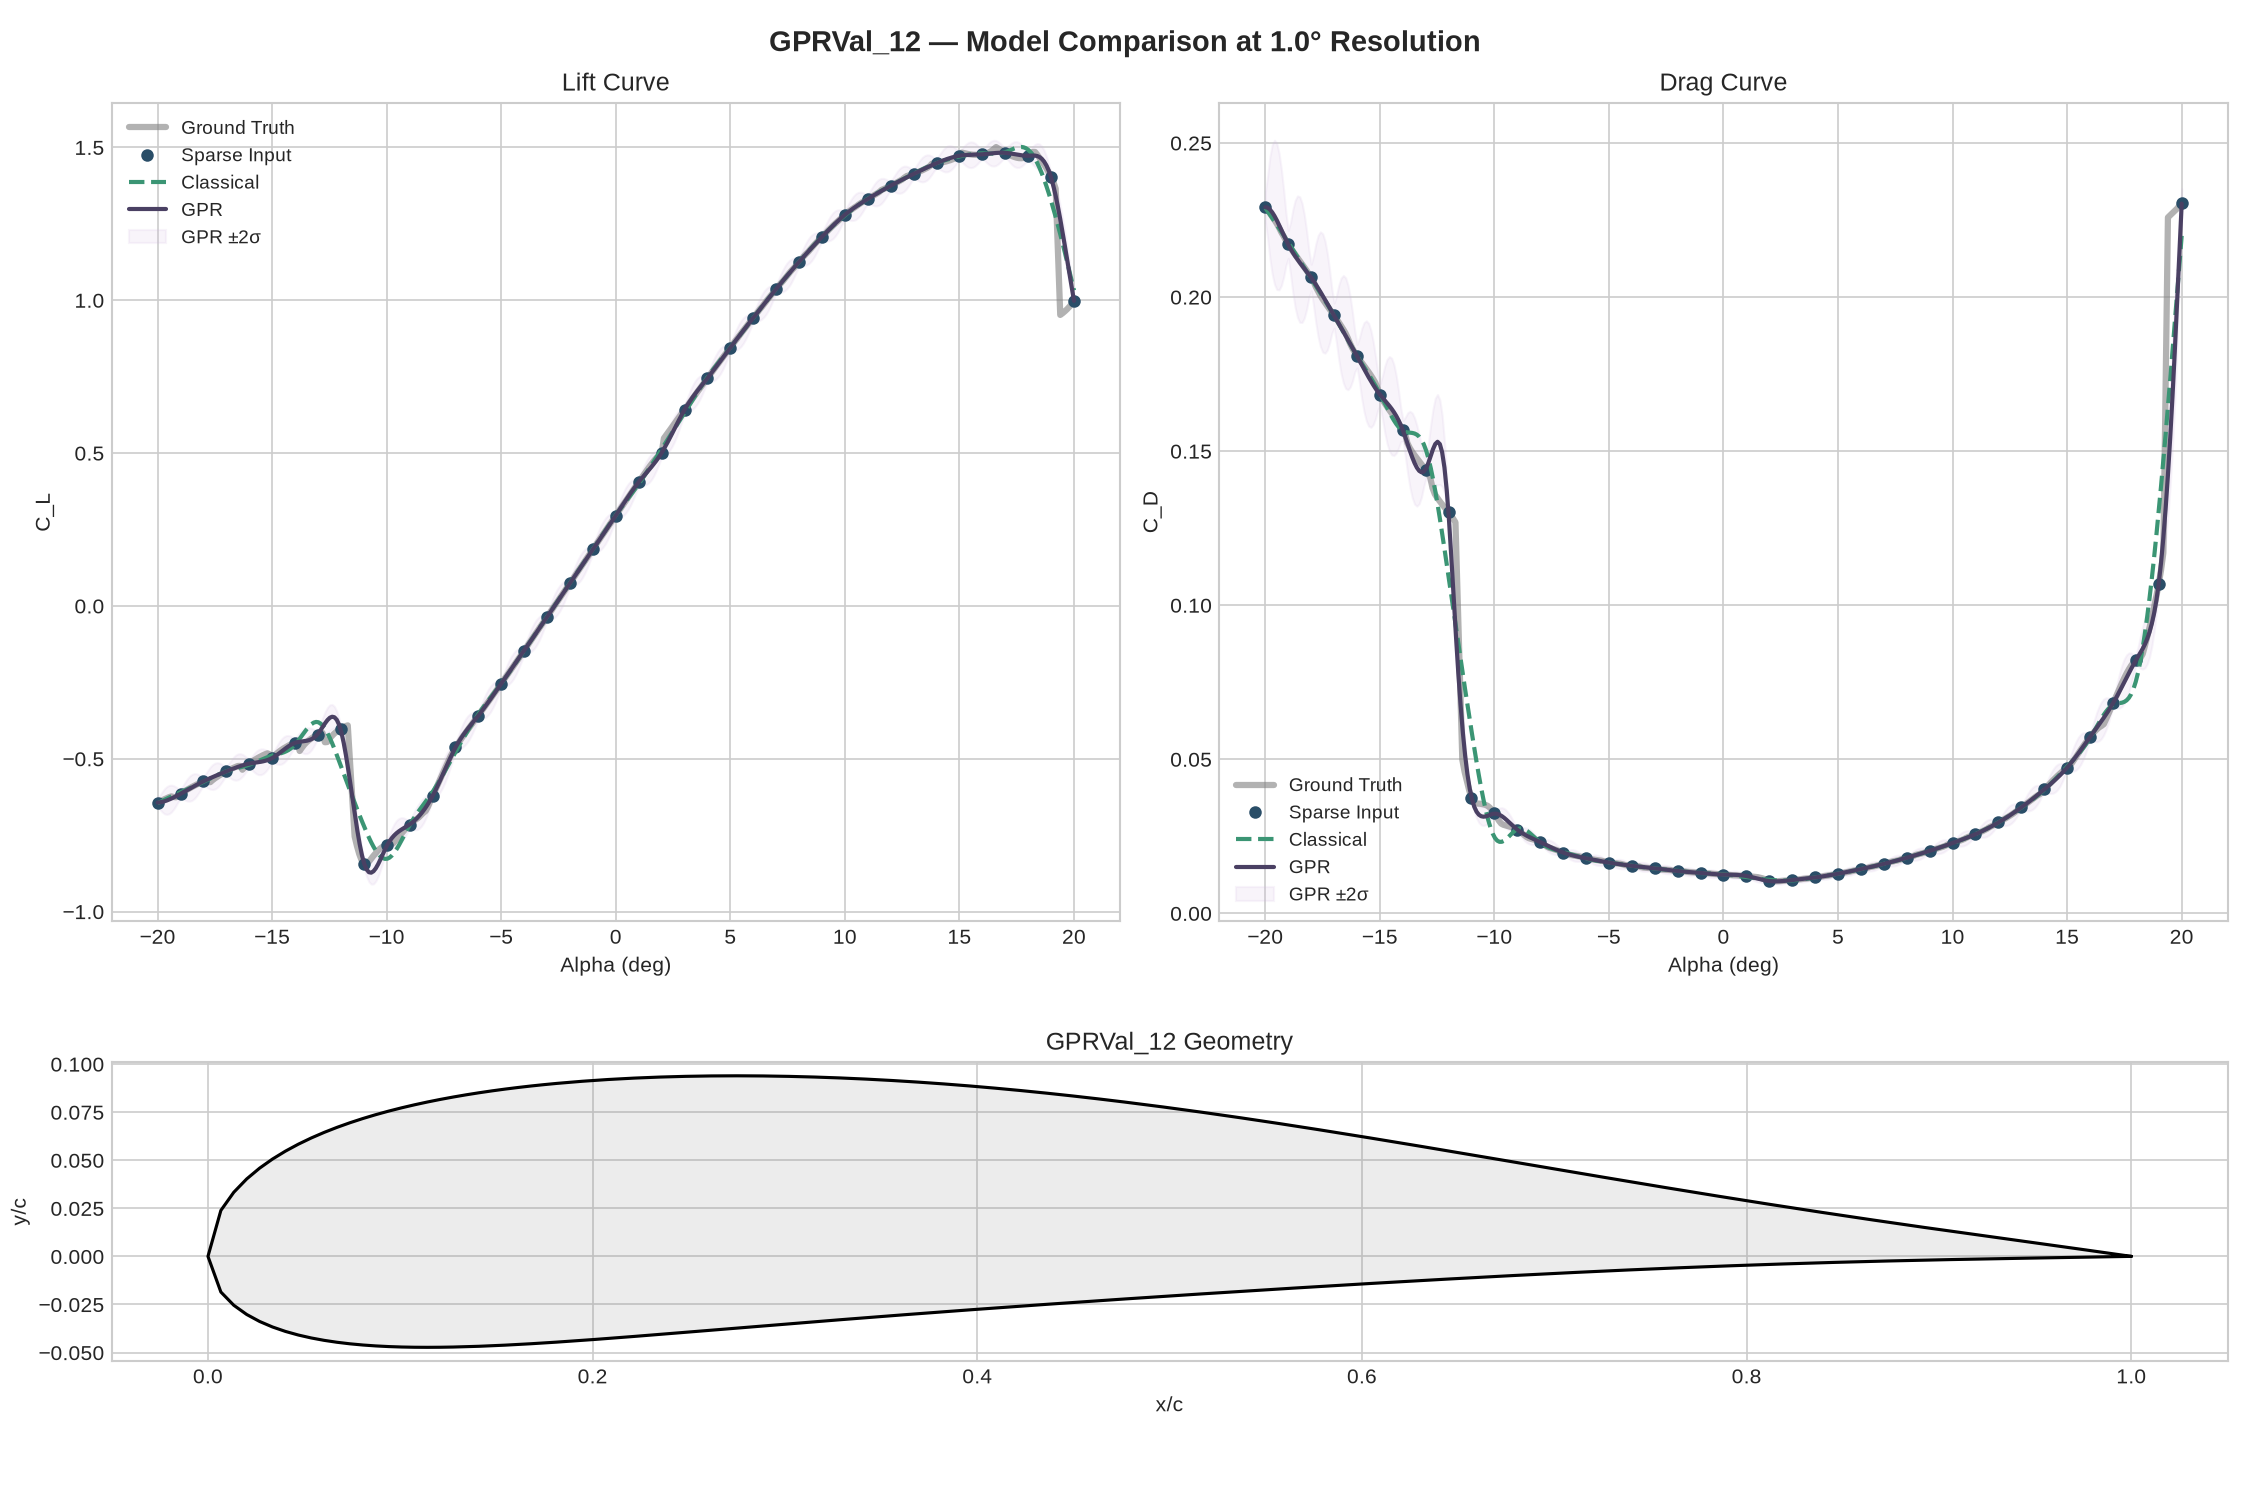 GPRVal_12 — Model Comparison at 1.0° Resolution
Lift Curve
Ground Truth
Sparse Input
Classical
GPR
GPR ±2σ
1.5
1.0
0.5
0.0
−0.5
−1.0
C_L
−20 −15 −10 −5 0 5 10 15 20
Alpha (deg)
Drag Curve
0.25
0.20
0.15
0.10
0.05
0.00
C_D
Ground Truth
Sparse Input
Classical
GPR
GPR ±2σ
−20 −15 −10 −5 0 5 10 15 20
Alpha (deg)
GPRVal_12 Geometry
0.100
0.075
0.050
0.025
0.000
−0.025
−0.050
y/c
0.0 0.2 0.4 0.6 0.8 1.0
x/c